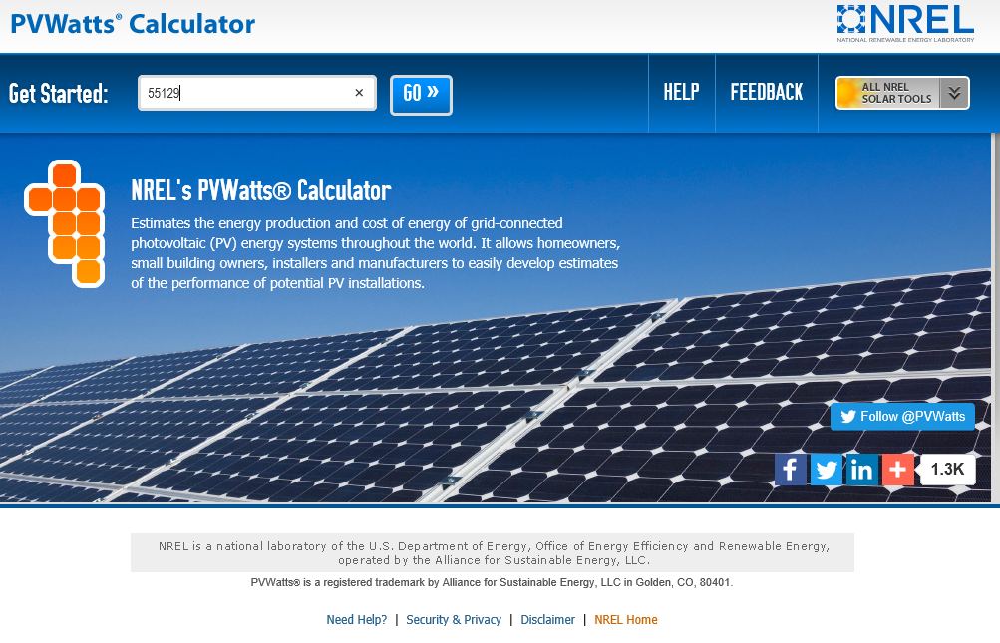 PVWatts® Calculator
NREL
NATIONAL RENEWABLE ENERGY LABORATORY
Get Started:
55129
×
GO »
HELP
FEEDBACK
ALL NREL
SOLAR TOOLS
NREL's PVWatts® Calculator
Estimates the energy production and cost of energy of grid-connected
photovoltaic (PV) energy systems throughout the world. It allows homeowners,
small building owners, installers and manufacturers to easily develop estimates
of the performance of potential PV installations.
Follow @PVWatts
f
in
+
1.3K
NREL is a national laboratory of the U.S. Department of Energy, Office of Energy Efficiency and Renewable Energy,
operated by the Alliance for Sustainable Energy, LLC.
PVWatts® is a registered trademark by Alliance for Sustainable Energy, LLC in Golden, CO, 80401.
Need Help? | Security & Privacy | Disclaimer | NREL Home